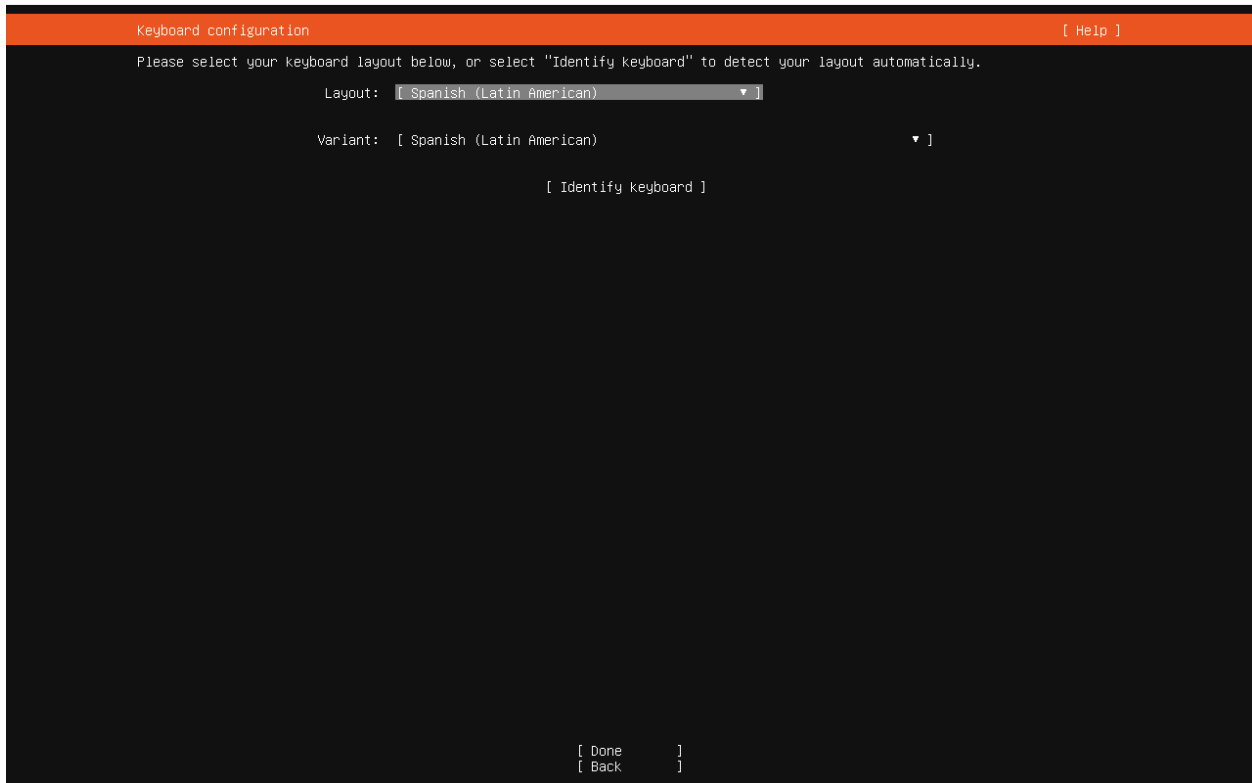 Keyboard configuration [ Help ]
Please select your keyboard layout below, or select "Identify keyboard" to detect your layout automatically.
Layout: [ Spanish (Latin American) ▾ ]
Variant: [ Spanish (Latin American) ▾ ]
[ Identify keyboard ]
[ Done ]
[ Back ]